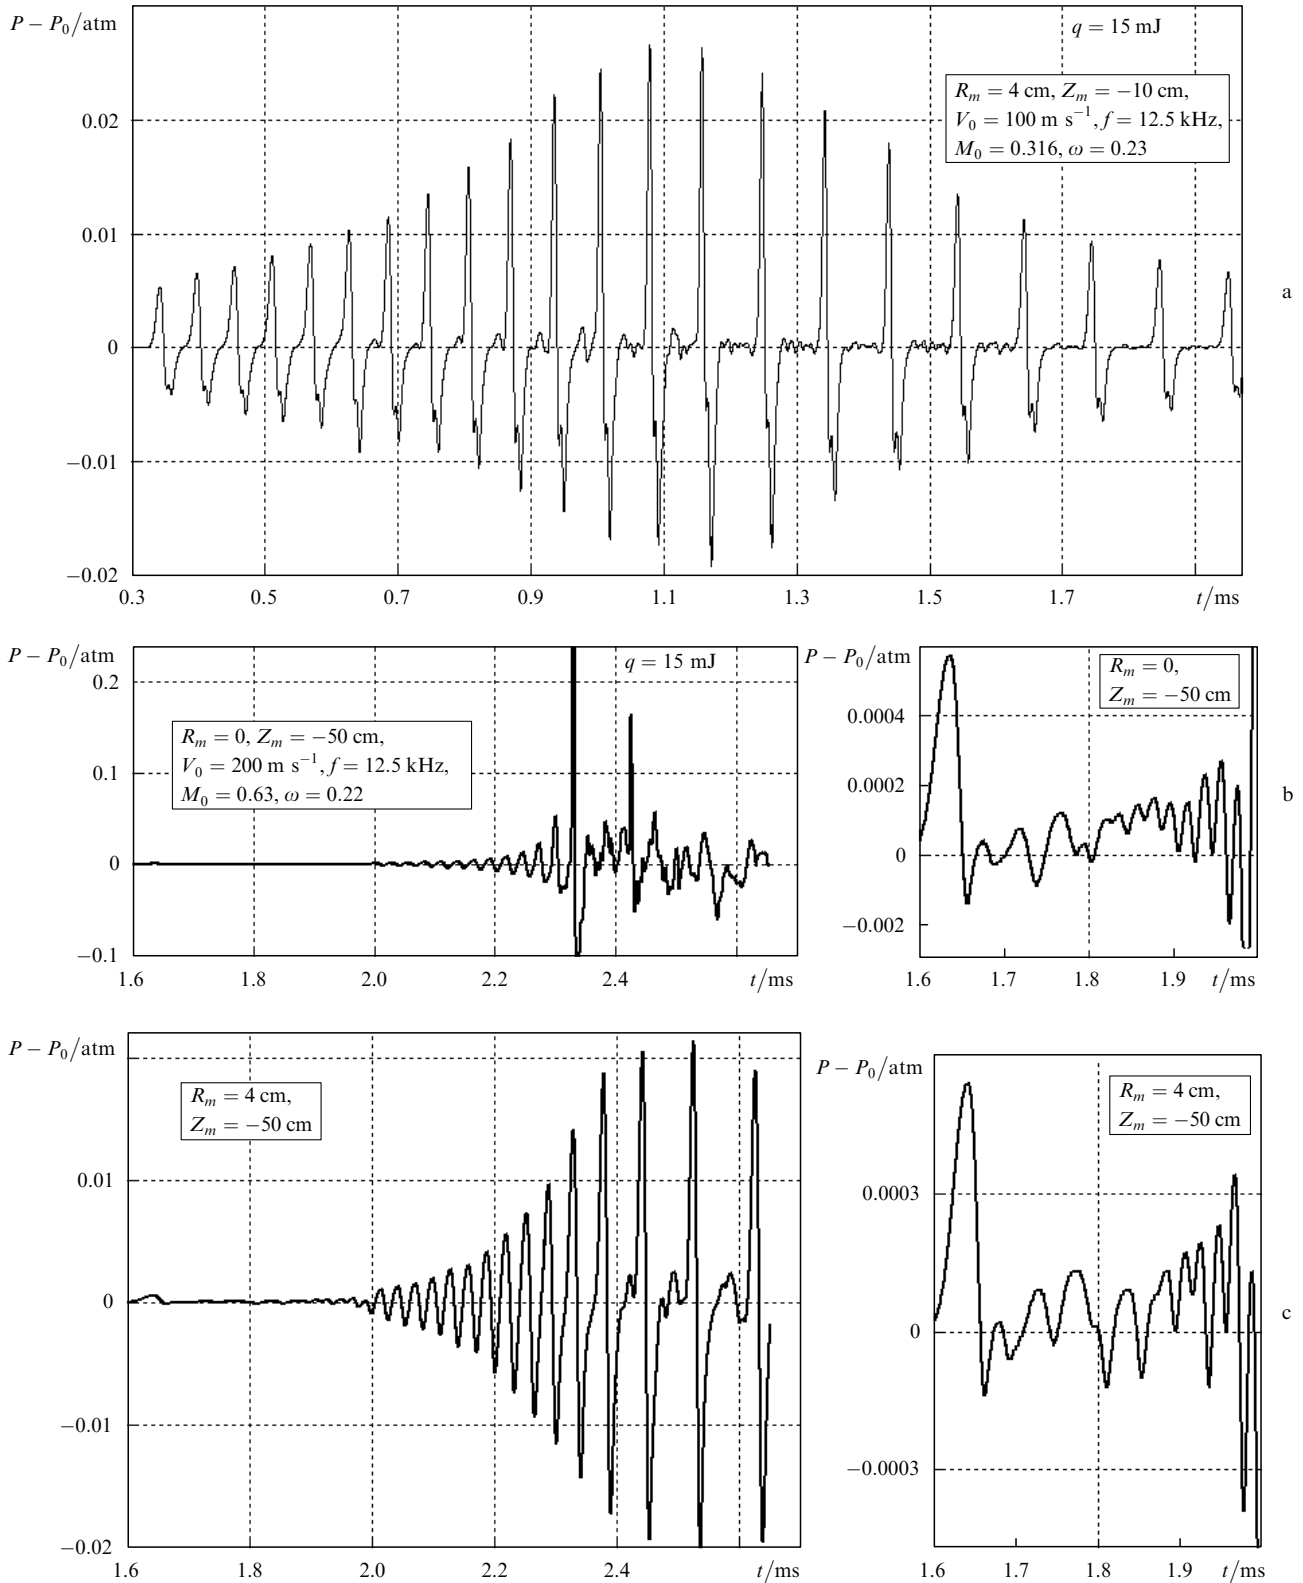 P − P₀/atm
q = 15 mJ
Rₘ = 4 cm, Zₘ = −10 cm,
V₀ = 100 m s⁻¹, f = 12.5 kHz,
M₀ = 0.316, ω = 0.23
0.02
0.01
0
−0.01
−0.02
a
0.3 0.5 0.7 0.9 1.1 1.3 1.5 1.7 t/ms
P − P₀/atm
q = 15 mJ
Rₘ = 0, Zₘ = −50 cm,
V₀ = 200 m s⁻¹, f = 12.5 kHz,
M₀ = 0.63, ω = 0.22
0.2
0.1
0
−0.1
1.6 1.8 2.0 2.2 2.4 t/ms
P − P₀/atm
Rₘ = 0,
Zₘ = −50 cm
0.0004
0.0002
0
−0.002
b
1.6 1.7 1.8 1.9 t/ms
P − P₀/atm
Rₘ = 4 cm,
Zₘ = −50 cm
0.01
0
−0.01
−0.02
1.6 1.8 2.0 2.2 2.4 t/ms
P − P₀/atm
Rₘ = 4 cm,
Zₘ = −50 cm
0.0003
0
−0.0003
c
1.6 1.7 1.8 1.9 t/ms